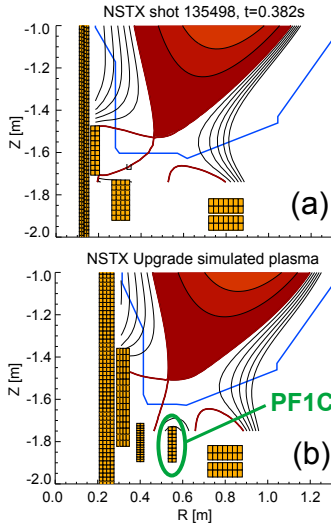 NSTX shot 135498, t=0.382s
-1.0
-1.2
-1.4
Z [m]
-1.6
-1.8
(a)
-2.0
NSTX Upgrade simulated plasma
-1.0
-1.2
-1.4
Z [m]
-1.6
PF1C
-1.8
(b)
-2.0
0.0 0.2 0.4 0.6 0.8 1.0 1.2
R [m]